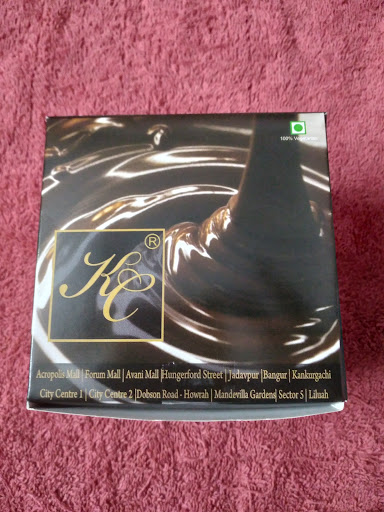 100% Vegetarian
KC
®
Acropolis Mall | Forum Mall | Avani Mall | Hungerford Street | Jadavpur | Bangur | Kankurgachi
City Centre 1 | City Centre 2 | Dobson Road - Howrah | Mandevilla Gardens | Sector 5 | Liluah